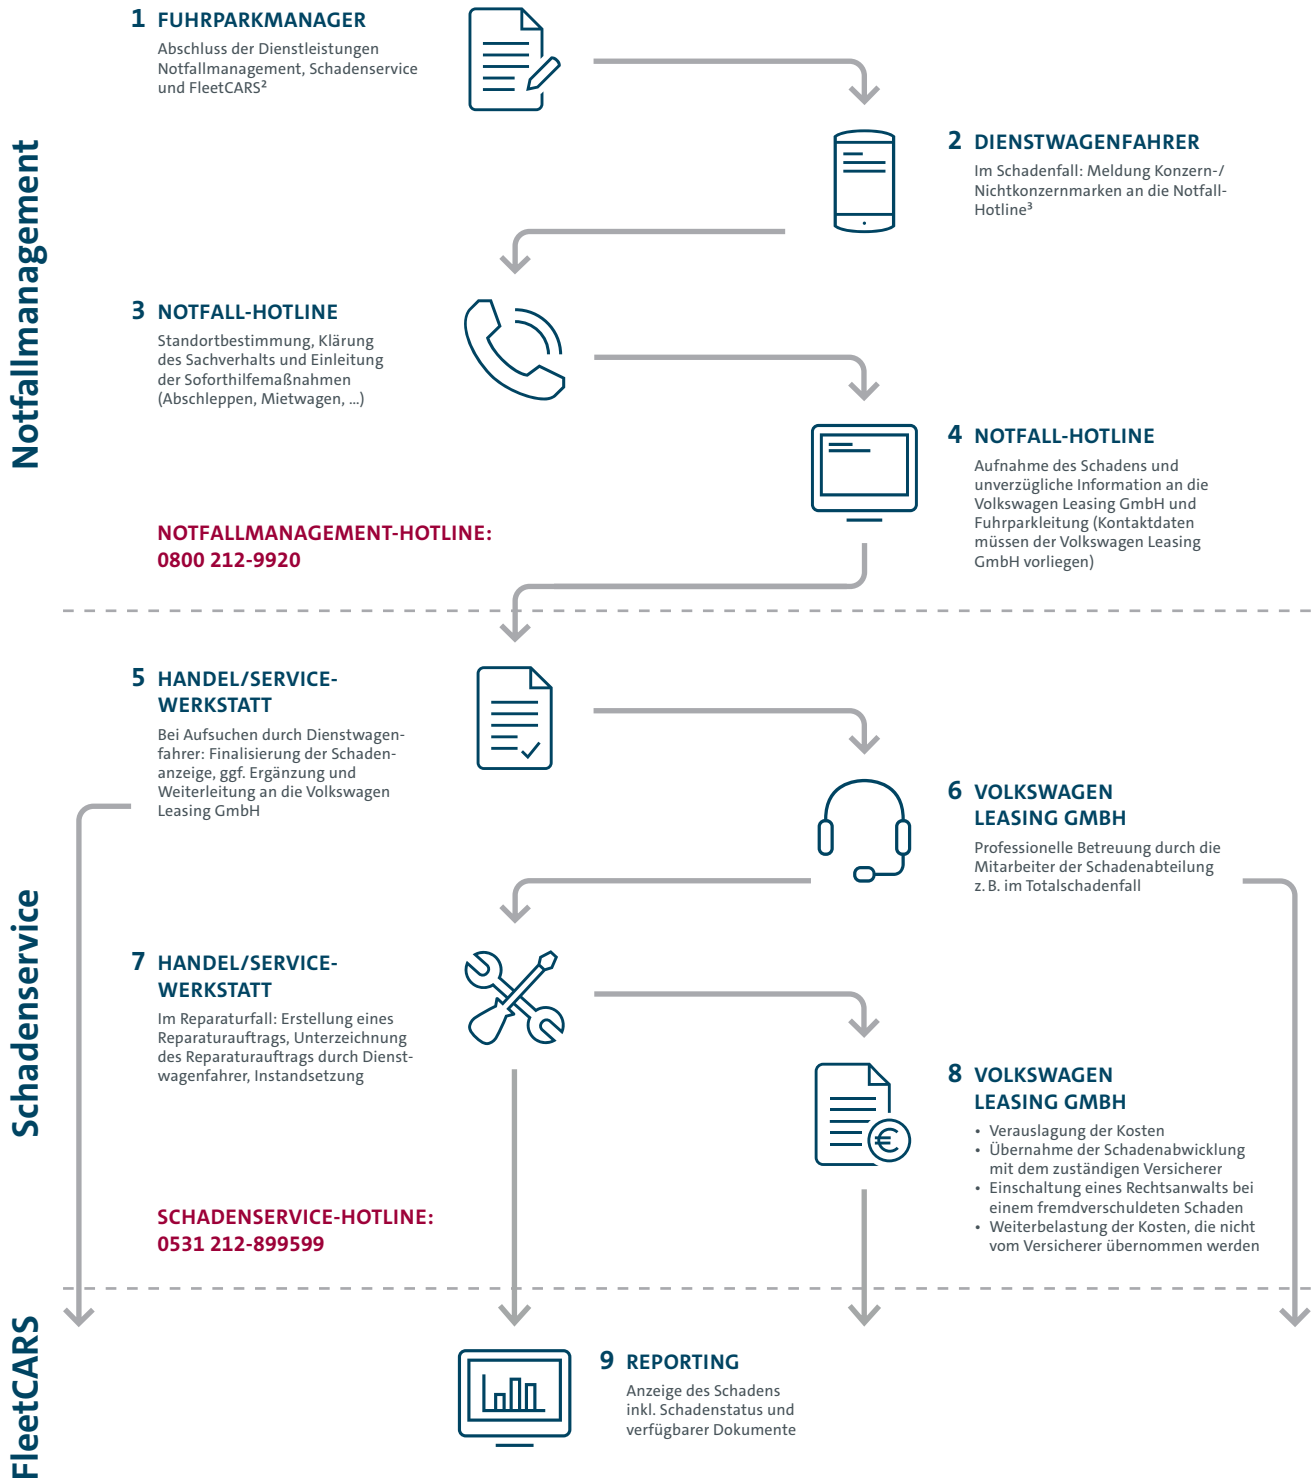 Notfallmanagement
1 FUHRPARKMANAGER
Abschluss der Dienstleistungen
Notfallmanagement, Schadenservice
und FleetCARS²
2 DIENSTWAGENFAHRER
Im Schadenfall: Meldung Konzern-/
Nichtkonzernmarken an die Notfall-
Hotline³
3 NOTFALL-HOTLINE
Standortbestimmung, Klärung
des Sachverhalts und Einleitung
der Soforthilfemaßnahmen
(Abschleppen, Mietwagen, ...)
4 NOTFALL-HOTLINE
Aufnahme des Schadens und
unverzügliche Information an die
Volkswagen Leasing GmbH und
Fuhrparkleitung (Kontaktdaten
müssen der Volkswagen Leasing
GmbH vorliegen)
NOTFALLMANAGEMENT-HOTLINE:
0800 212-9920
Schadenservice
5 HANDEL/SERVICE-
WERKSTATT
Bei Aufsuchen durch Dienstwagen-
fahrer: Finalisierung der Schaden-
anzeige, ggf. Ergänzung und
Weiterleitung an die Volkswagen
Leasing GmbH
6 VOLKSWAGEN
LEASING GMBH
Professionelle Betreuung durch die
Mitarbeiter der Schadenabteilung
z. B. im Totalschadenfall
7 HANDEL/SERVICE-
WERKSTATT
Im Reparaturfall: Erstellung eines
Reparaturauftrags, Unterzeichnung
des Reparaturauftrags durch Dienst-
wagenfahrer, Instandsetzung
8 VOLKSWAGEN
LEASING GMBH
• Verauslagung der Kosten
• Übernahme der Schadenabwicklung
mit dem zuständigen Versicherer
• Einschaltung eines Rechtsanwalts bei
einem fremdverschuldeten Schaden
• Weiterbelastung der Kosten, die nicht
vom Versicherer übernommen werden
€
SCHADENSERVICE-HOTLINE:
0531 212-899599
FleetCARS
9 REPORTING
Anzeige des Schadens
inkl. Schadenstatus und
verfügbarer Dokumente